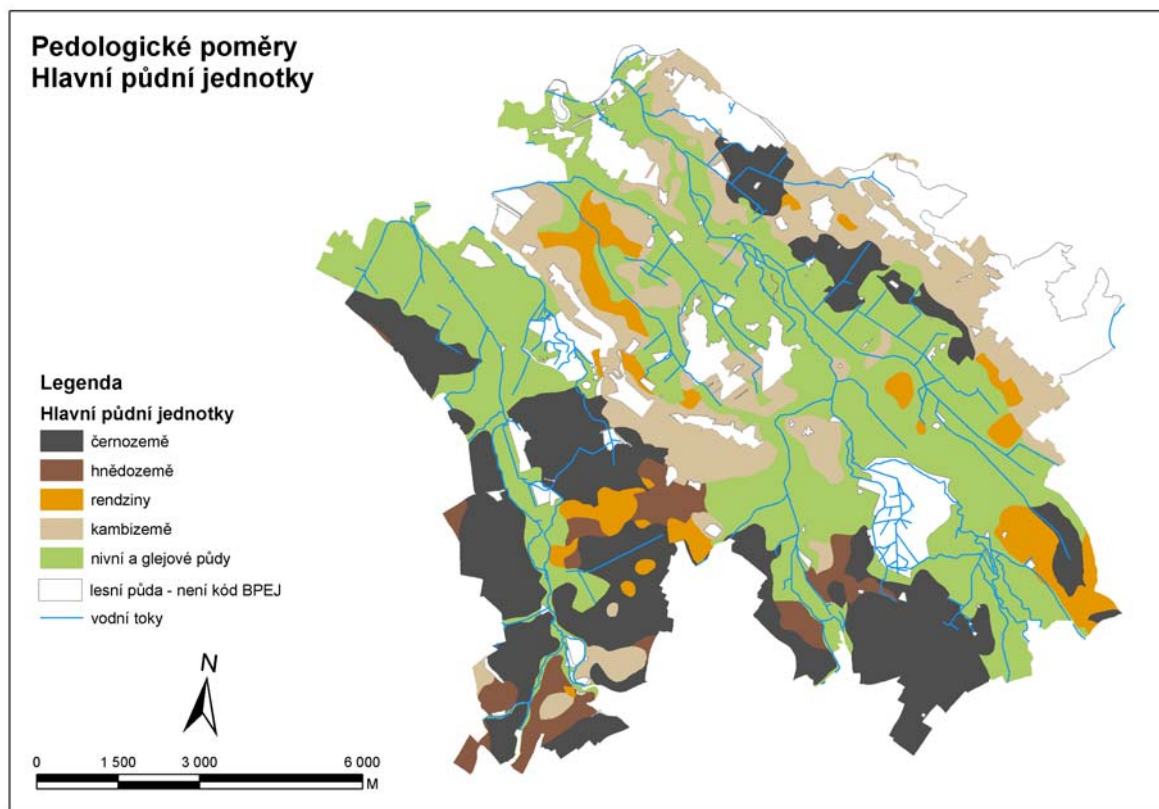 Pedologické poměry
Hlavní půdní jednotky
Legenda
Hlavní půdní jednotky
černozemě
hnědozemě
rendziny
kambizemě
nivní a glejové půdy
lesní půda - není kód BPEJ
vodní toky
N
0 1 500 3 000 6 000
M